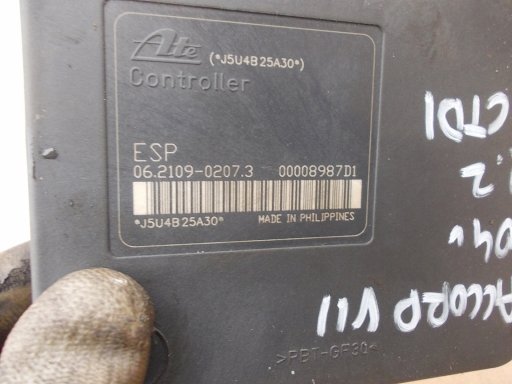 Ate (*J5U4B25A30*)
Controller
ESP
06.2109-0207.3 00008987D1
*J5U4B25A30* MADE IN PHILIPPINES
>PBT-GF30<
ACCORD VII
04
2.2
CTDI